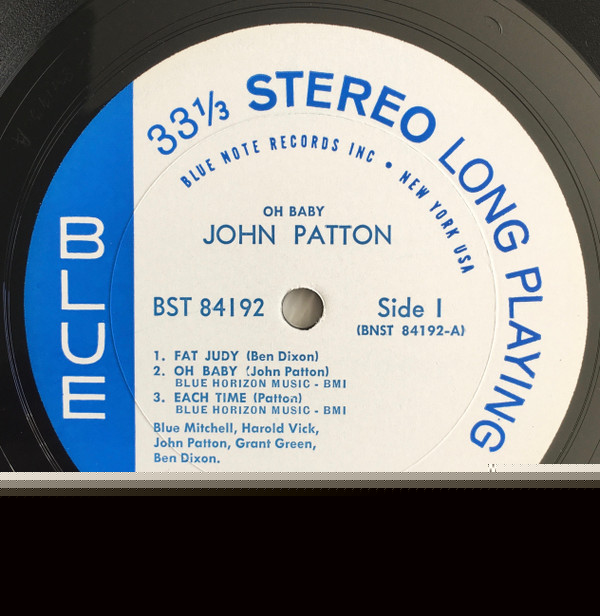 33⅓ STEREO LONG PLAYING
BLUE NOTE RECORDS INC • NEW YORK USA
OH BABY
JOHN PATTON
BLUE
BST 84192
Side 1
(BNST 84192-A)
1. FAT JUDY (Ben Dixon)
2. OH BABY (John Patton)
BLUE HORIZON MUSIC - BMI
3. EACH TIME (Patton)
BLUE HORIZON MUSIC - BMI
Blue Mitchell, Harold Vick,
John Patton, Grant Green,
Ben Dixon.